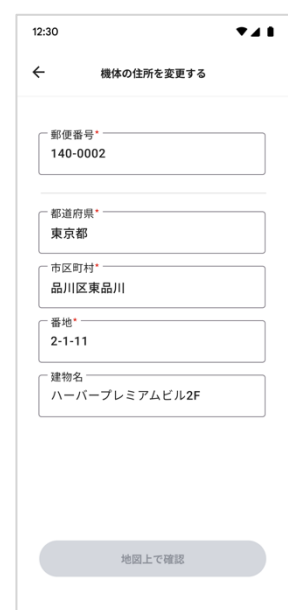 12:30
機体の住所を変更する
郵便番号*
140-0002
都道府県*
東京都
市区町村*
品川区東品川
番地*
2-1-11
建物名
ハーバープレミアムビル2F
地図上で確認